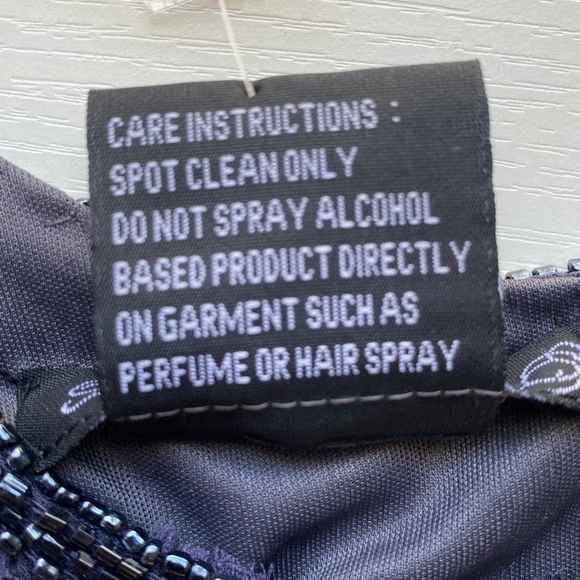 CARE INSTRUCTIONS :
SPOT CLEAN ONLY
DO NOT SPRAY ALCOHOL
BASED PRODUCT DIRECTLY
ON GARMENT SUCH AS
PERFUME OR HAIR SPRAY